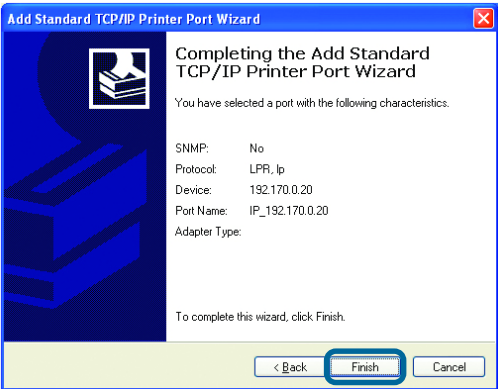 Add Standard TCP/IP Printer Port Wizard
Completing the Add Standard
TCP/IP Printer Port Wizard
You have selected a port with the following characteristics.
SNMP: No
Protocol: LPR, lp
Device: 192.170.0.20
Port Name: IP_192.170.0.20
Adapter Type:
To complete this wizard, click Finish.
< Back Finish Cancel